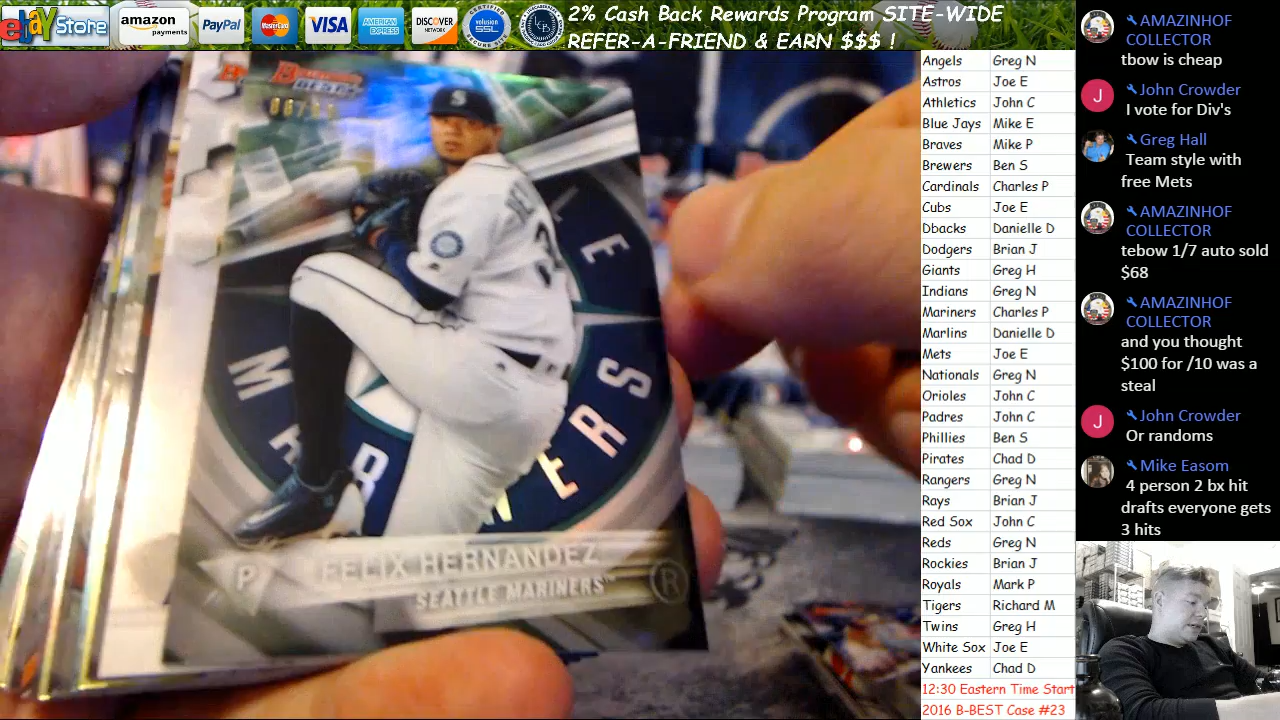 ebay Store
amazon payments
PayPal
MasterCard
VISA
AMERICAN EXPRESS
DISCOVER NETWORK
volusion SSL
2% Cash Back Rewards Program SITE-WIDE
REFER-A-FRIEND & EARN $$$ !
Angels Greg N
Astros Joe E
Athletics John C
Blue Jays Mike E
Braves Mike P
Brewers Ben S
Cardinals Charles P
Cubs Joe E
Dbacks Danielle D
Dodgers Brian J
Giants Greg H
Indians Greg N
Mariners Charles P
Marlins Danielle D
Mets Joe E
Nationals Greg N
Orioles John C
Padres John C
Phillies Ben S
Pirates Chad D
Rangers Greg N
Rays Brian J
Red Sox John C
Reds Greg N
Rockies Brian J
Royals Mark P
Tigers Richard M
Twins Greg H
White Sox Joe E
Yankees Chad D
12:30 Eastern Time Start
2016 B-BEST Case #23
AMAZINHOF
COLLECTOR
tbow is cheap
John Crowder
I vote for Div's
Greg Hall
Team style with
free Mets
AMAZINHOF
COLLECTOR
tebow 1/7 auto sold
$68
AMAZINHOF
COLLECTOR
and you thought
$100 for /10 was a
steal
John Crowder
Or randoms
Mike Easom
4 person 2 bx hit
drafts everyone gets
3 hits
S
P
FELIX HERNANDEZ
SEATTLE MARINERS™
R